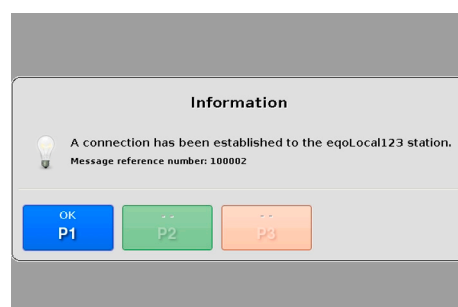 Information
A connection has been established to the eqoLocal123 station.
Message reference number: 100002
OK
P1
- -
P2
- -
P3